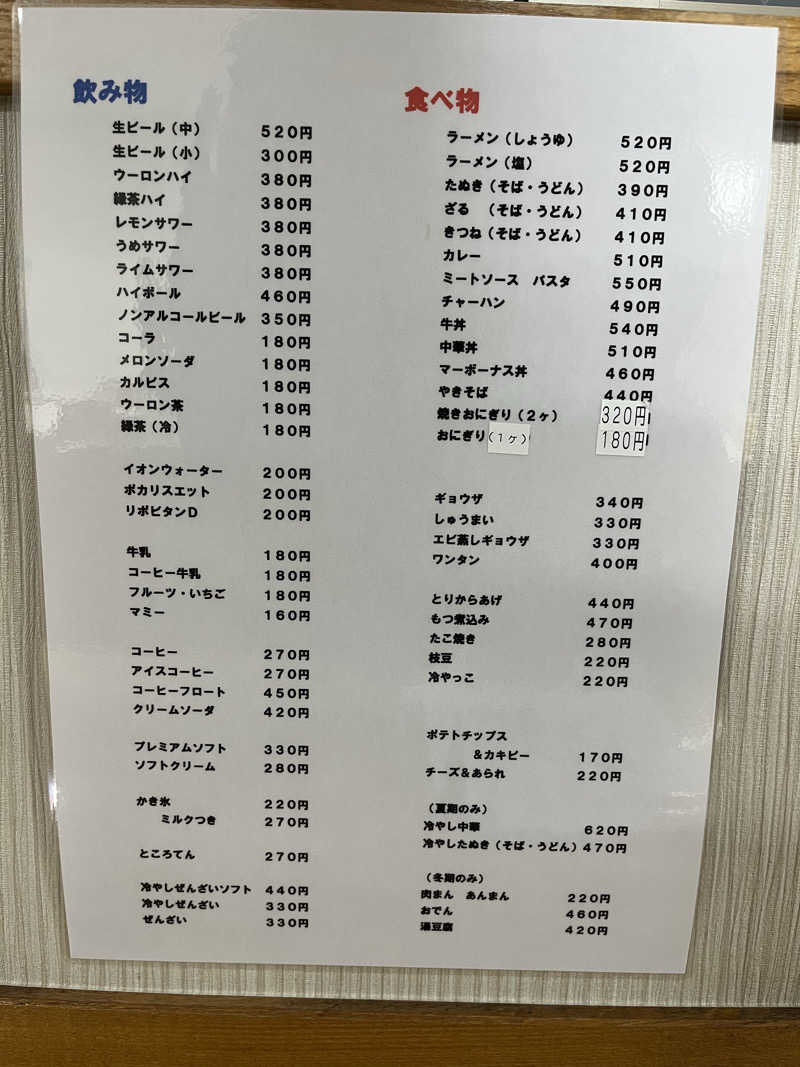 飲み物
生ビール（中） 520円
生ビール（小） 300円
ウーロンハイ 380円
緑茶ハイ 380円
レモンサワー 380円
うめサワー 380円
ライムサワー 380円
ハイボール 460円
ノンアルコールビール 350円
コーラ 180円
メロンソーダ 180円
カルピス 180円
ウーロン茶 180円
緑茶（冷） 180円
イオンウォーター 200円
ポカリスエット 200円
リポビタンD 200円
牛乳 180円
コーヒー牛乳 180円
フルーツ・いちご 180円
マミー 160円
コーヒー 270円
アイスコーヒー 270円
コーヒーフロート 450円
クリームソーダ 420円
プレミアムソフト 330円
ソフトクリーム 280円
かき氷 220円
ミルクつき 270円
ところてん 270円
冷やしぜんざいソフト 440円
冷やしぜんざい 330円
ぜんざい 330円
食べ物
ラーメン（しょうゆ） 520円
ラーメン（塩） 520円
たぬき（そば・うどん） 390円
ざる （そば・うどん） 410円
きつね（そば・うどん） 410円
カレー 510円
ミートソース パスタ 550円
チャーハン 490円
牛丼 540円
中華丼 510円
マーボーナス丼 460円
やきそば 440円
焼きおにぎり（2ヶ） 320円
おにぎり（1ヶ） 180円
ギョウザ 340円
しゅうまい 330円
エビ蒸しギョウザ 330円
ワンタン 400円
とりからあげ 440円
もつ煮込み 470円
たこ焼き 280円
枝豆 220円
冷やっこ 220円
ポテトチップス
＆カキピー 170円
チーズ＆あられ 220円
（夏期のみ）
冷やし中華 620円
冷やしたぬき（そば・うどん）470円
（冬期のみ）
肉まん あんまん 220円
おでん 460円
湯豆腐 420円